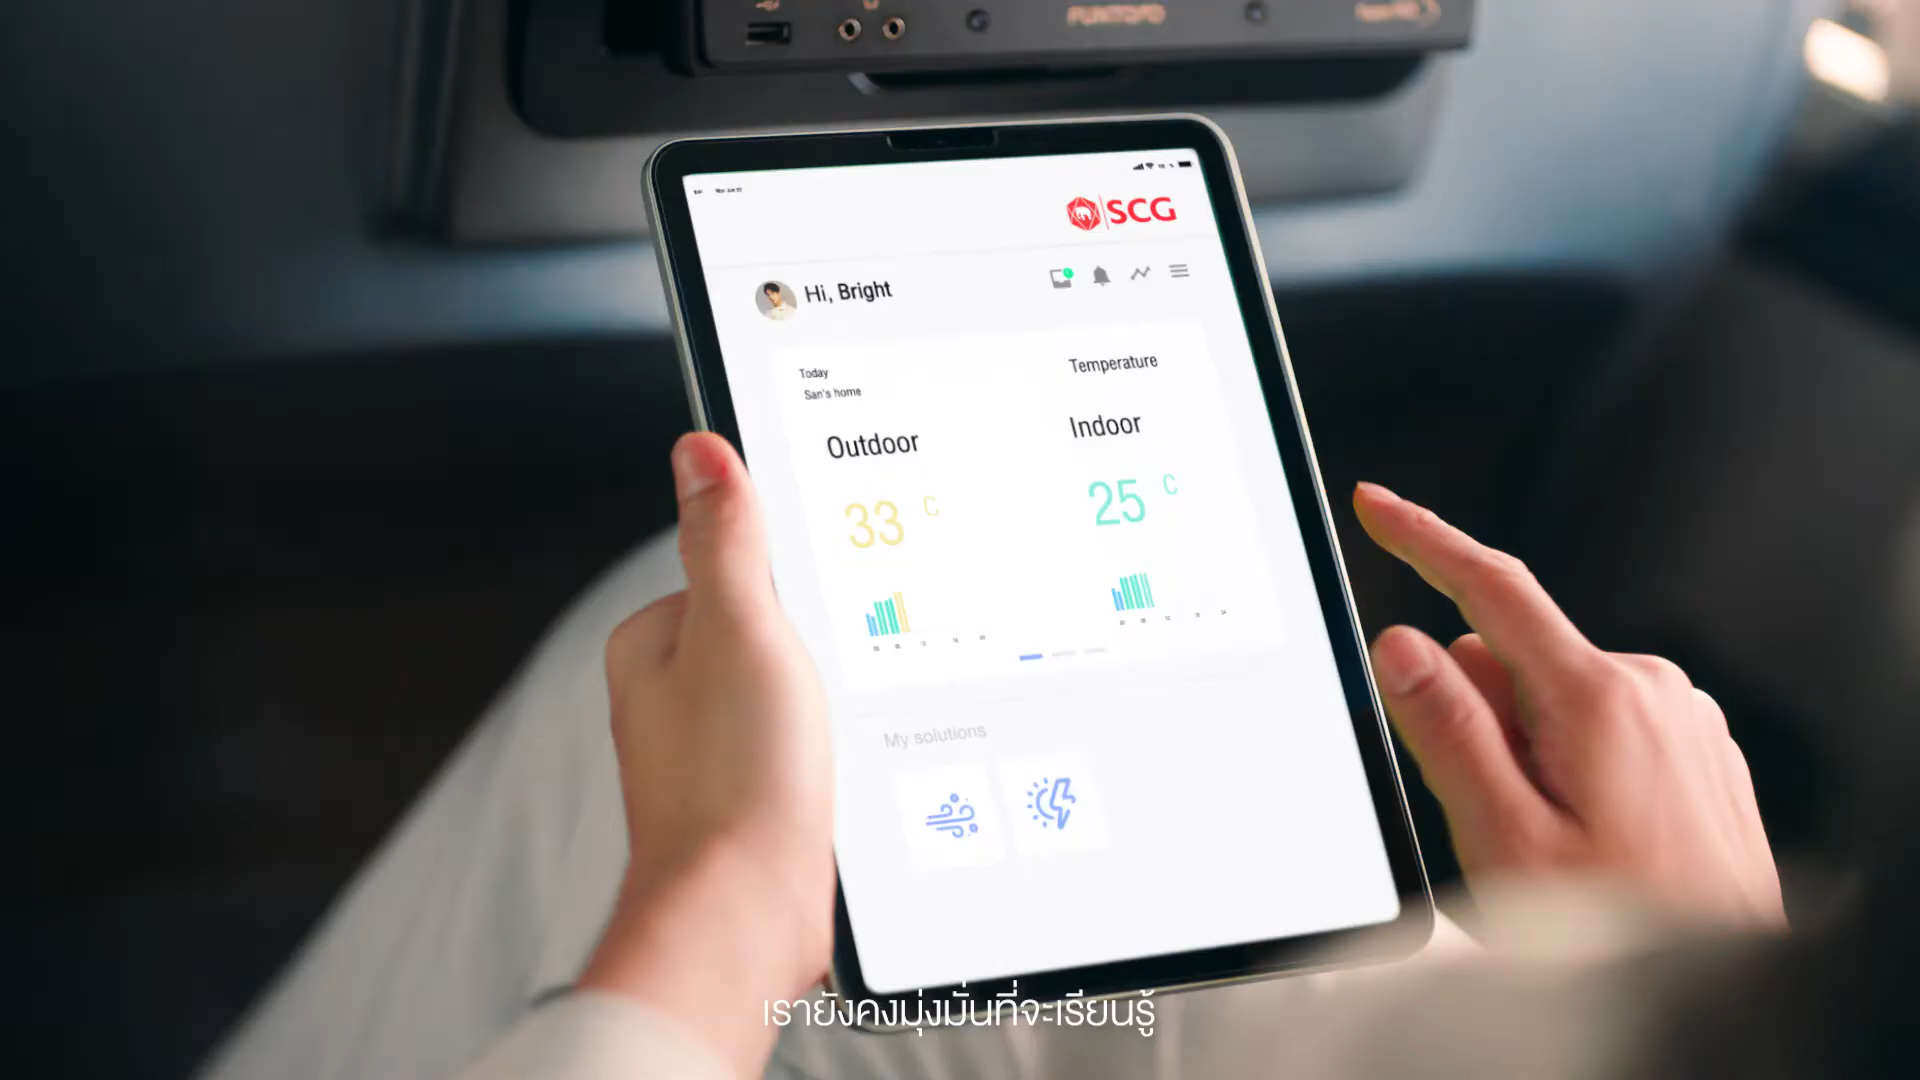 SCG
Hi, Bright
Today
San's home
Temperature
Outdoor
Indoor
33 C
25 C
My solutions
เรายังคงมุ่งมั่นที่จะเรียนรู้